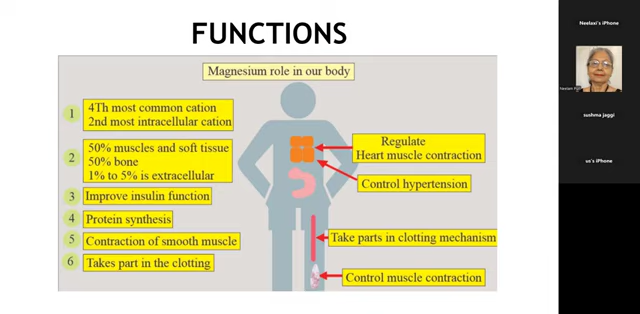 FUNCTIONS
Magnesium role in our body
1
4Th most common cation
2nd most intracellular cation
2
50% muscles and soft tissue
50% bone
1% to 5% is extracellular
3
Improve insulin function
4
Protein synthesis
5
Contraction of smooth muscle
6
Takes part in the clotting
Regulate
Heart muscle contraction
Control hypertension
Take parts in clotting mechanism
Control muscle contraction
Neelaxi's iPhone
Neelam
sushma jaggi
us's iPhone